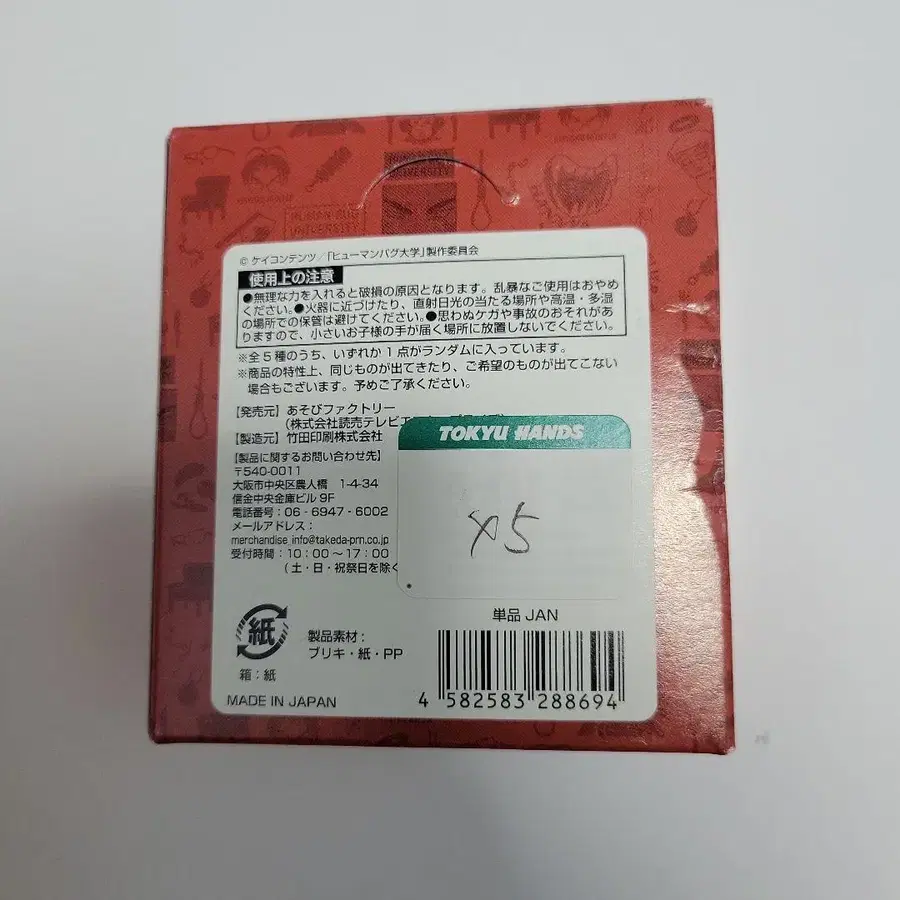 UNIVERSITY
HUMAN BUG
UNIVERSITY
© ケイコンテンツ/「ヒューマンバグ大学」製作委員会
使用上の注意
●無理な力を入れると破損の原因となります。乱暴なご使用はおやめ
ください。●火器に近づけたり、直射日光の当たる場所や高温・多湿
の場所での保管は避けてください。●思わぬケガや事故のおそれがあ
りますので、小さいお子様の手が届く場所に放置しないでください。
※全5種のうち、いずれか1点がランダムに入っています。
※商品の特性上、同じものが出てきたり、ご希望のものが出てこない
場合もございます。予めご了承ください。
【発売元】あそびファクトリー
(株式会社読売テレビエ
【製造元】竹田印刷株式会社
TOKYU HANDS
【製品に関するお問い合わせ先】
〒540-0011
大阪市中央区農人橋 1-4-34
信金中央金庫ビル 9F
電話番号:06-6947-6002
メールアドレス:
merchandise_info@takeda-prn.co.jp
受付時間:10:00~17:00
(土・日・祝祭日を除く
x5
単品 JAN
紙
箱:紙
製品素材:
ブリキ・紙・PP
MADE IN JAPAN
4 582583 288694